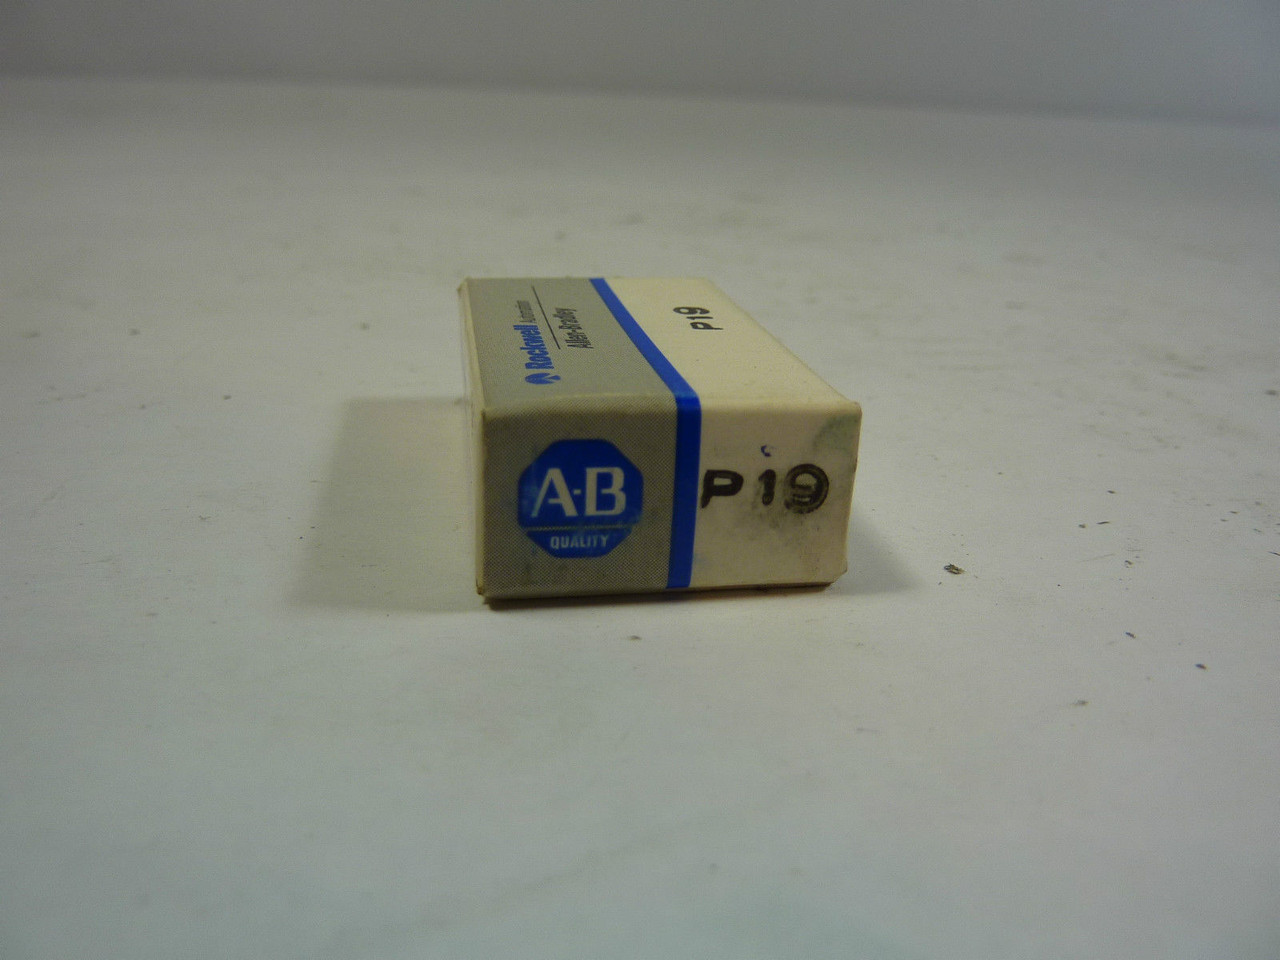 Rockwell Automation
Allen-Bradley
P19
A-B
QUALITY
P19